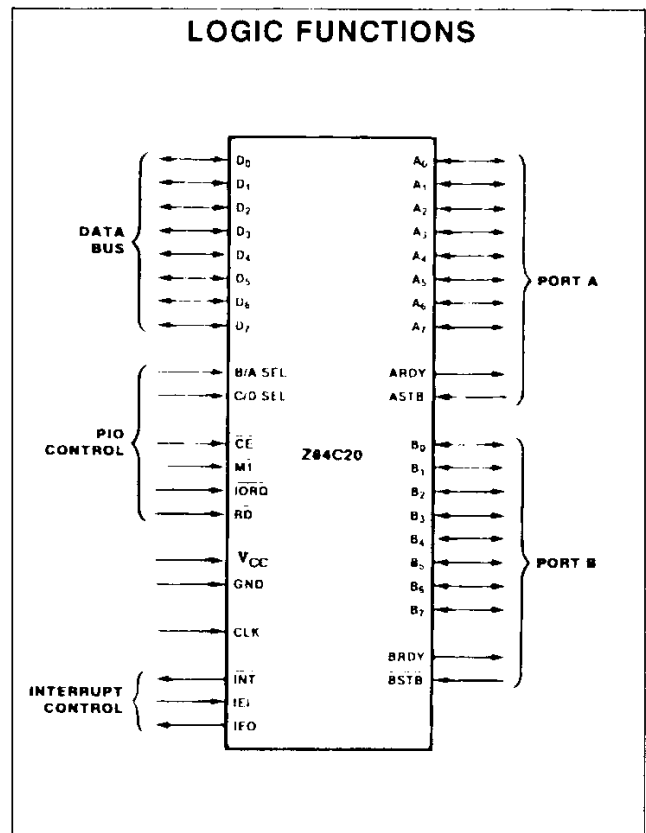 LOGIC FUNCTIONS
DATA
BUS
D0
D1
D2
D3
D4
D5
D6
D7
PIO
CONTROL
B/A SEL
C/D SEL
CE
M1
IORQ
RD
VCC
GND
CLK
INTERRUPT
CONTROL
INT
IEI
IEO
Z84C20
A0
A1
A2
A3
A4
A5
A6
A7
ARDY
ASTB
PORT A
B0
B1
B2
B3
B4
B5
B6
B7
BRDY
BSTB
PORT B